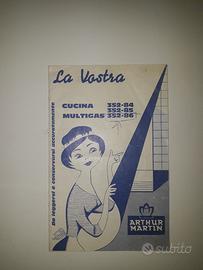 La Vostra
CUCINA 352-84
352-85
MULTIGAS 352-86
Da leggersi e conservarsi accuratamente
ARTHUR
MARTIN
subito